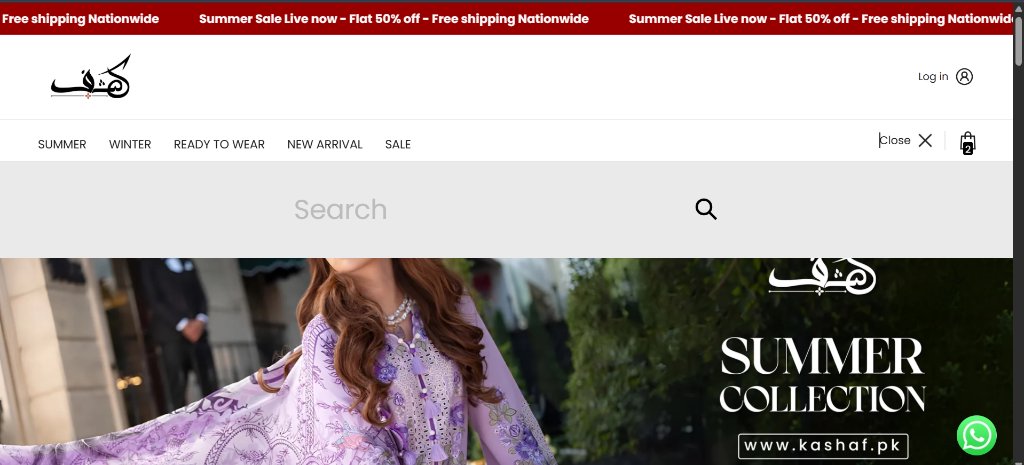 Free shipping Nationwide Summer Sale Live now - Flat 50% off - Free shipping Nationwide Summer Sale Live now - Flat 50% off - Free shipping Nationwide
كشف
Log in
SUMMER WINTER READY TO WEAR NEW ARRIVAL SALE
Close
2
Search
كشف
SUMMER
COLLECTION
www.kashaf.pk